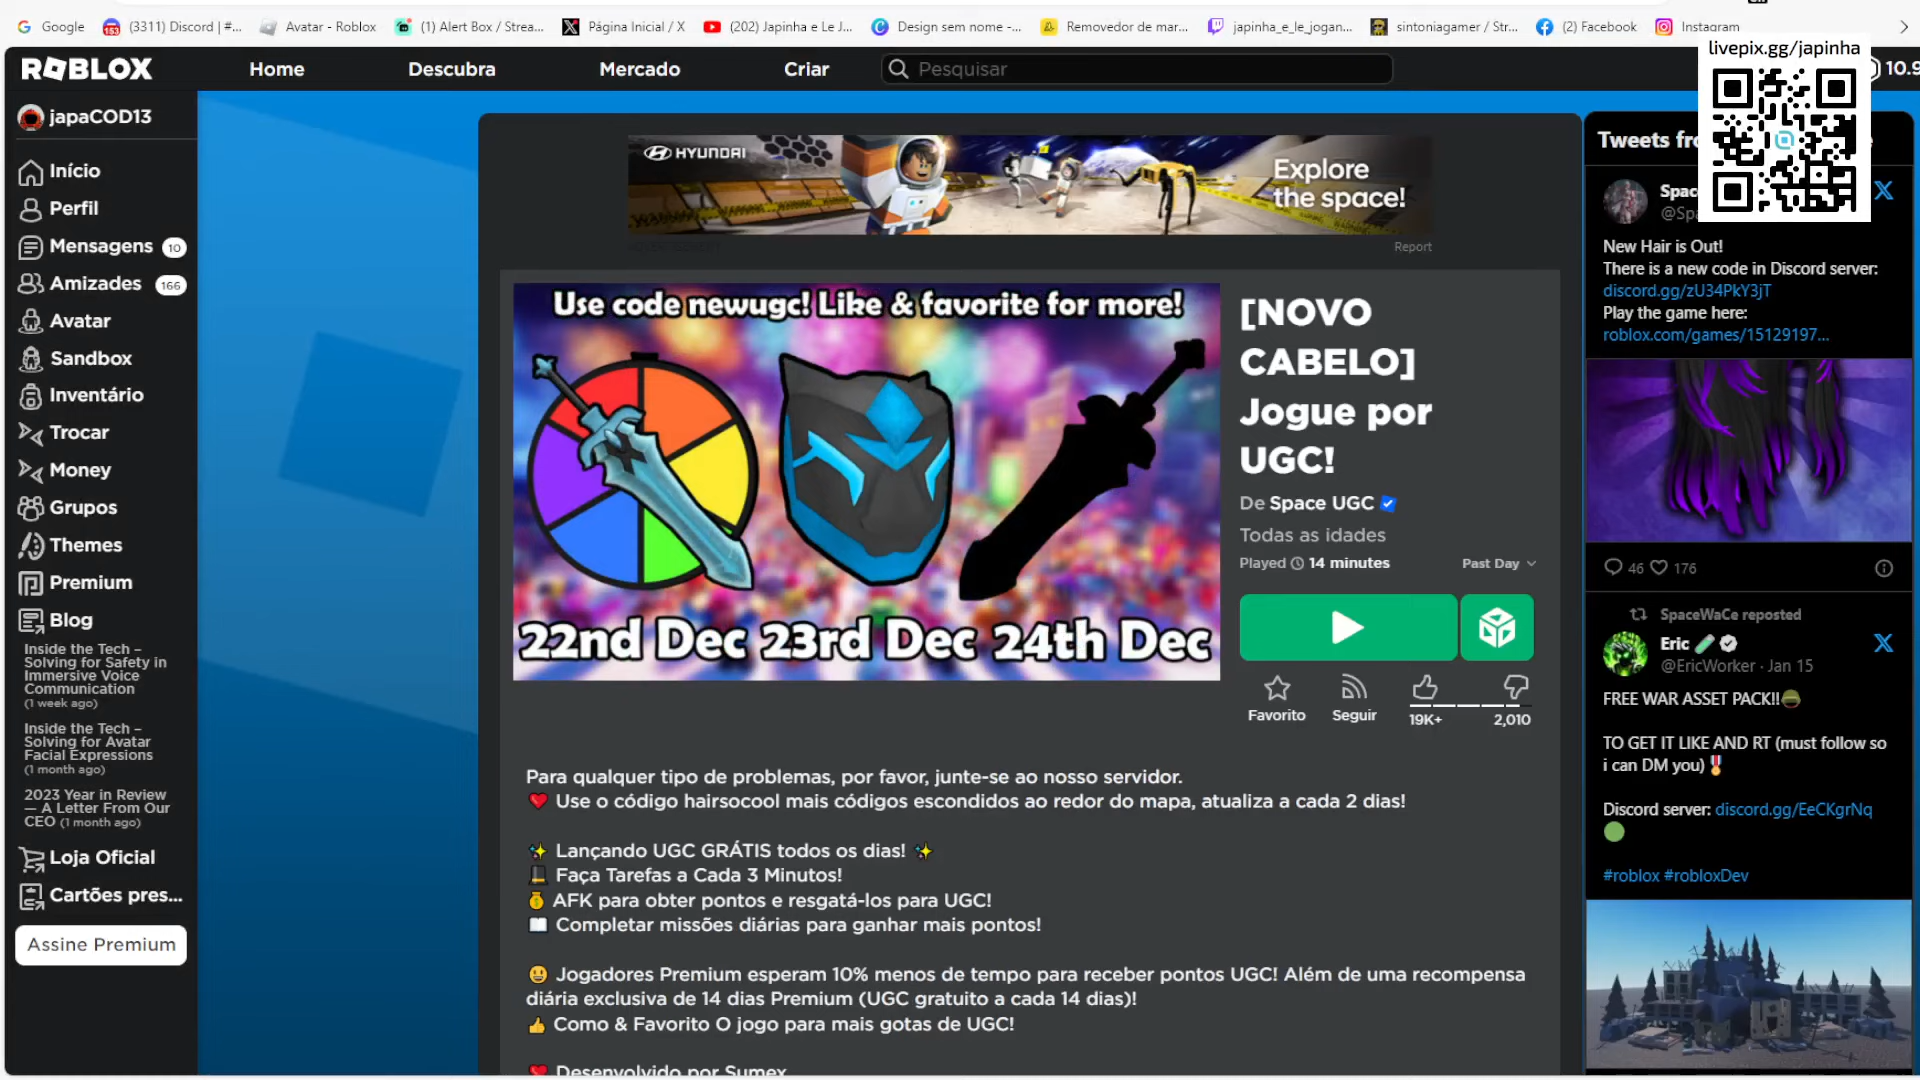 Google
(3311) Discord | #...
Avatar - Roblox
(1) Alert Box / Strea...
Página Inicial / X
(202) Japinha e Le J...
Design sem nome -...
Removedor de mar...
japinha_e_le_jogan...
sintoniagamer / Str...
(2) Facebook
Instagram
livepix.gg/japinha
ROBLOX
Home
Descubra
Mercado
Criar
Pesquisar
10.9
japaCOD13
Início
Perfil
Mensagens 10
Amizades 166
Avatar
Sandbox
Inventário
Trocar
Money
Grupos
Themes
Premium
Blog
Inside the Tech –
Solving for Safety in
Immersive Voice
Communication
(1 week ago)
Inside the Tech –
Solving for Avatar
Facial Expressions
(1 month ago)
2023 Year in Review
— A Letter From Our
CEO (1 month ago)
Loja Oficial
Cartões pres...
Assine Premium
HYUNDAI
Explore
the space!
Report
Use code newugc! Like & favorite for more!
22nd Dec 23rd Dec 24th Dec
[NOVO
CABELO]
Jogue por
UGC!
De Space UGC
Todas as idades
Played 14 minutes
Past Day
Favorito
Seguir
19K+
2,010
Para qualquer tipo de problemas, por favor, junte-se ao nosso servidor.
❤️ Use o código hairsocool mais códigos escondidos ao redor do mapa, atualiza a cada 2 dias!
✨ Lançando UGC GRÁTIS todos os dias! ✨
Faça Tarefas a Cada 3 Minutos!
💰 AFK para obter pontos e resgatá-los para UGC!
📖 Completar missões diárias para ganhar mais pontos!
😀 Jogadores Premium esperam 10% menos de tempo para receber pontos UGC! Além de uma recompensa
diária exclusiva de 14 dias Premium (UGC gratuito a cada 14 dias)!
👍 Como & Favorito O jogo para mais gotas de UGC!
❤️ Desenvolvido por Sumex
Tweets
New Hair is Out!
There is a new code in Discord server:
discord.gg/zU34PkY3jT
Play the game here:
roblox.com/games/15129197...
46
176
SpaceWaCe reposted
Eric
@EricWorker · Jan 15
FREE WAR ASSET PACK!!
TO GET IT LIKE AND RT (must follow so
i can DM you)
Discord server: discord.gg/EeCKgrNq
#roblox #robloxDev